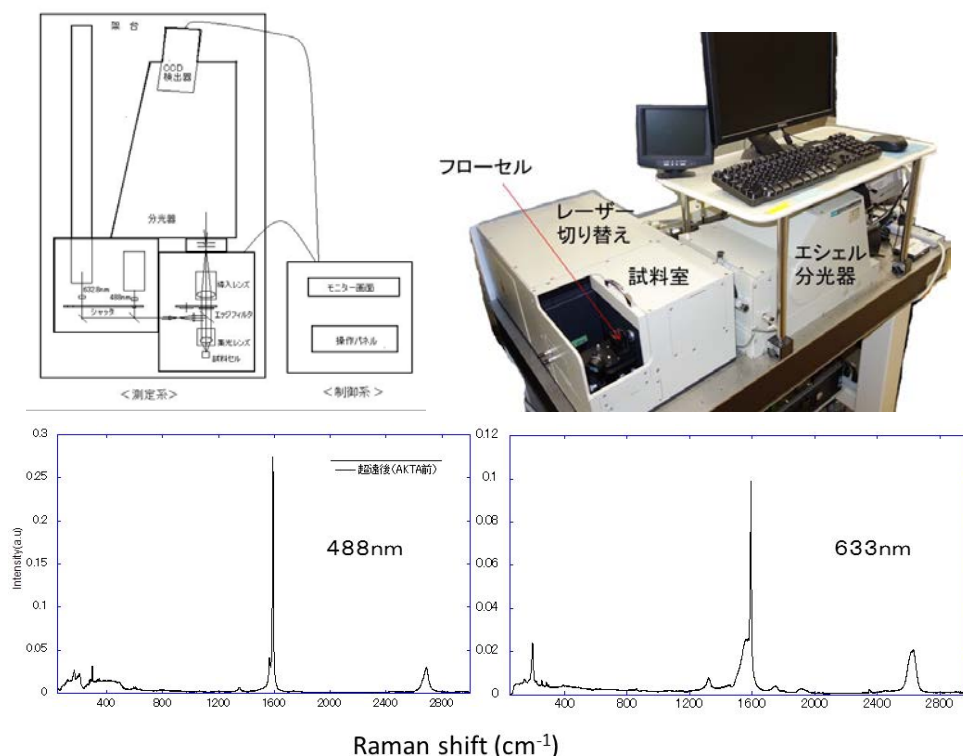 架 台
CCD
検出器
分光器
632.8nm
488nm
シャッタ
導入レンズ
エッジフィルタ
集光レンズ
試料セル
モニター画面
操作パネル
<測定系>
<制御系>
フローセル
レーザー
切り替え
試料室
エシェル
分光器
0.3
0.25
0.2
0.15
0.1
0.05
0
Intensity(a.u)
超遠後(AKTA前)
488nm
400
800
1200
1600
2000
2400
2800
0.12
0.1
0.08
0.06
0.04
0.02
0
633nm
400
800
1200
1600
2000
2400
2800
Raman shift (cm-1)